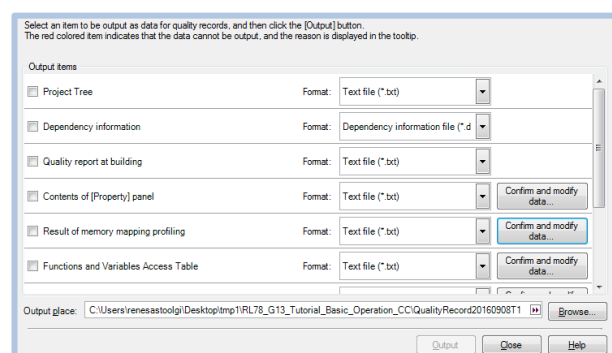 Select an item to be output as data for quality records, and then click the [Output] button.
The red colored item indicates that the data cannot be output, and the reason is displayed in the tooltip.
Output items
Project Tree Format: Text file (*.txt)
Dependency information Format: Dependency information file (*.d
Quality report at building Format: Text file (*.txt)
Contents of [Property] panel Format: Text file (*.txt) Confirm and modify data...
Result of memory mapping profiling Format: Text file (*.txt) Confirm and modify data...
Functions and Variables Access Table Format: Text file (*.txt) Confirm and modify data...
Output place: C:\Users\renesastoolgi\Desktop\tmp1\RL78_G13_Tutorial_Basic_Operation_CC\QualityRecord20160908T1 Browse...
Output Close Help